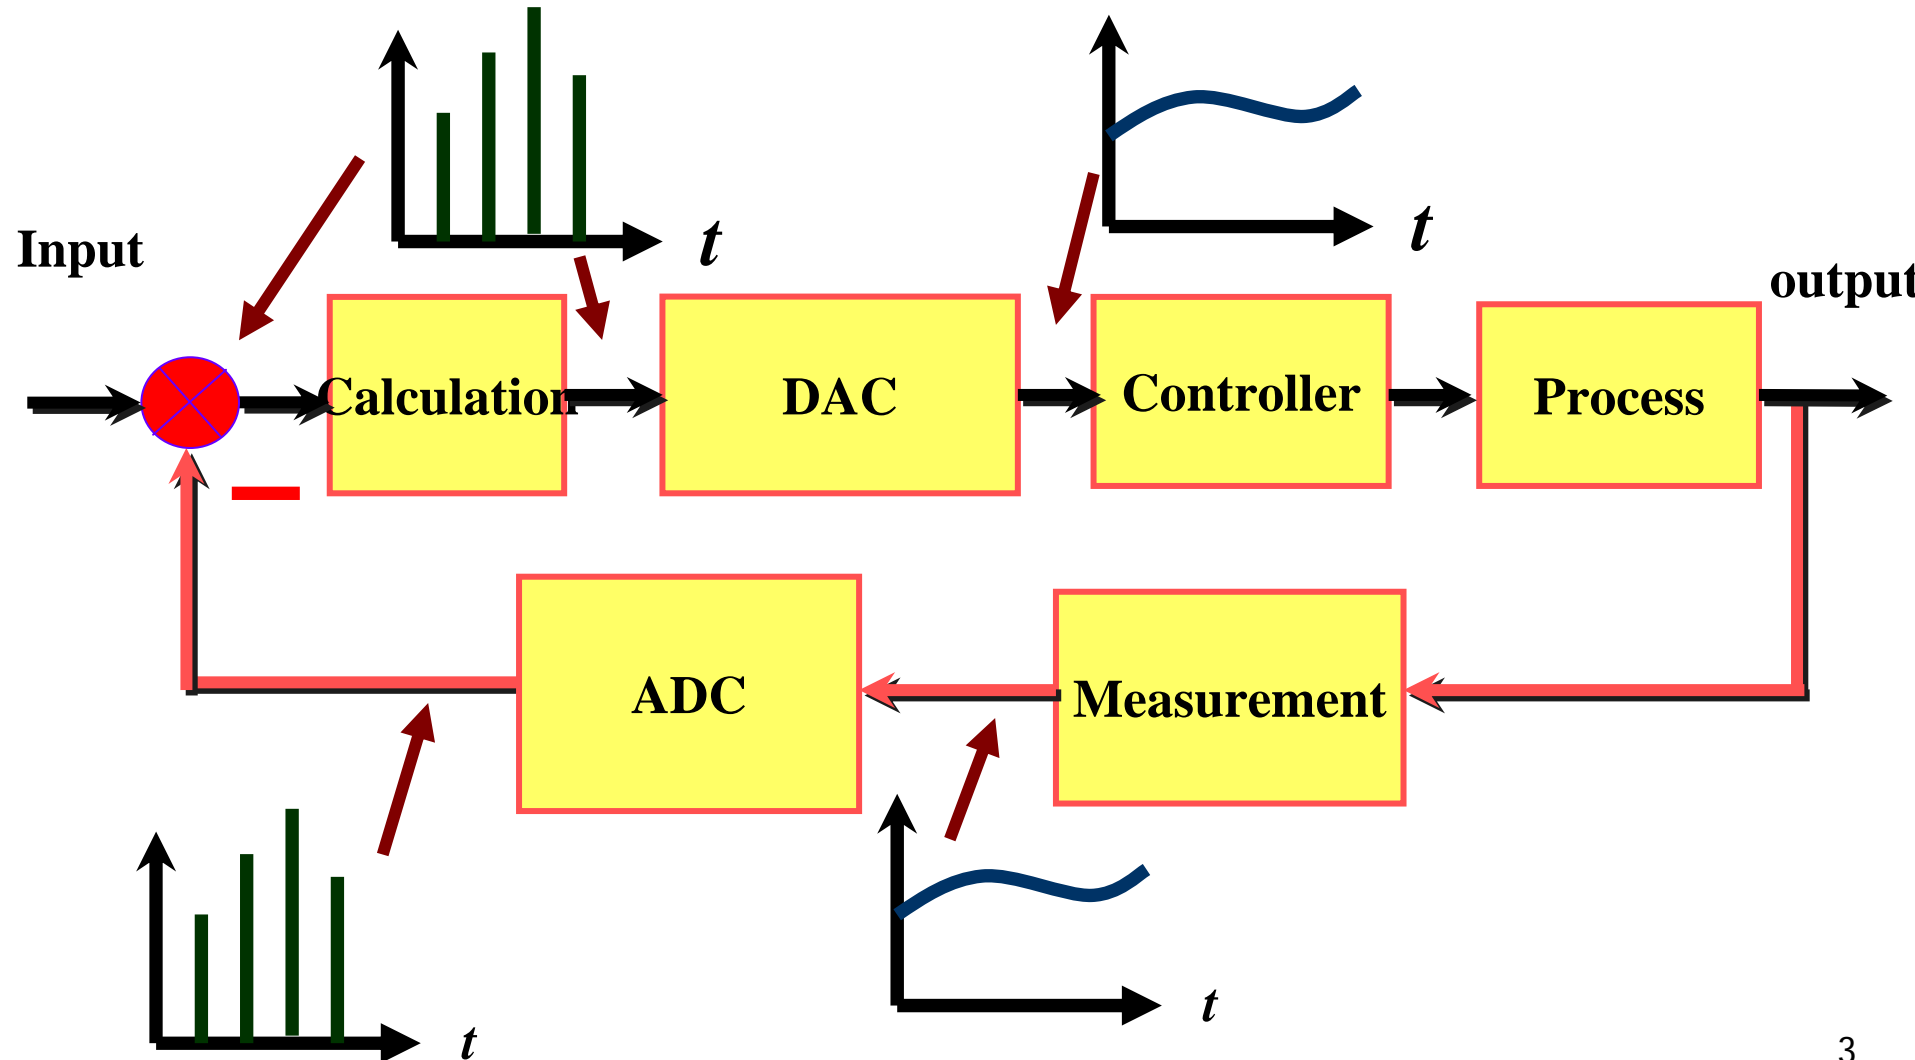 t
t
Input
output
Calculation
DAC
Controller
Process
ADC
Measurement
t
t
3